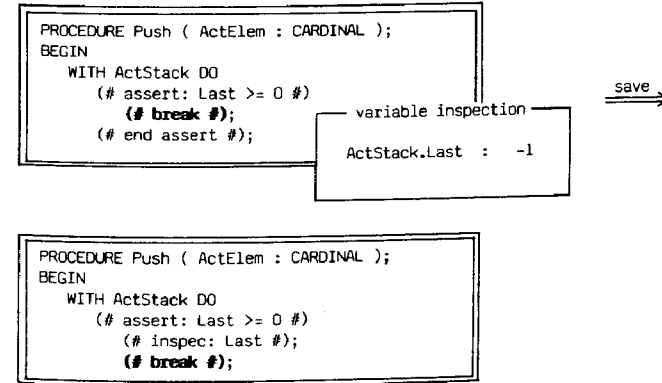 PROCEDURE Push ( ActElem : CARDINAL );
BEGIN
WITH ActStack DO
(# assert: Last >= 0 #)
(# break #);
(# end assert #);
variable inspection
ActStack.Last : -1
save
PROCEDURE Push ( ActElem : CARDINAL );
BEGIN
WITH ActStack DO
(# assert: Last >= 0 #)
(# inspec: Last #);
(# break #);